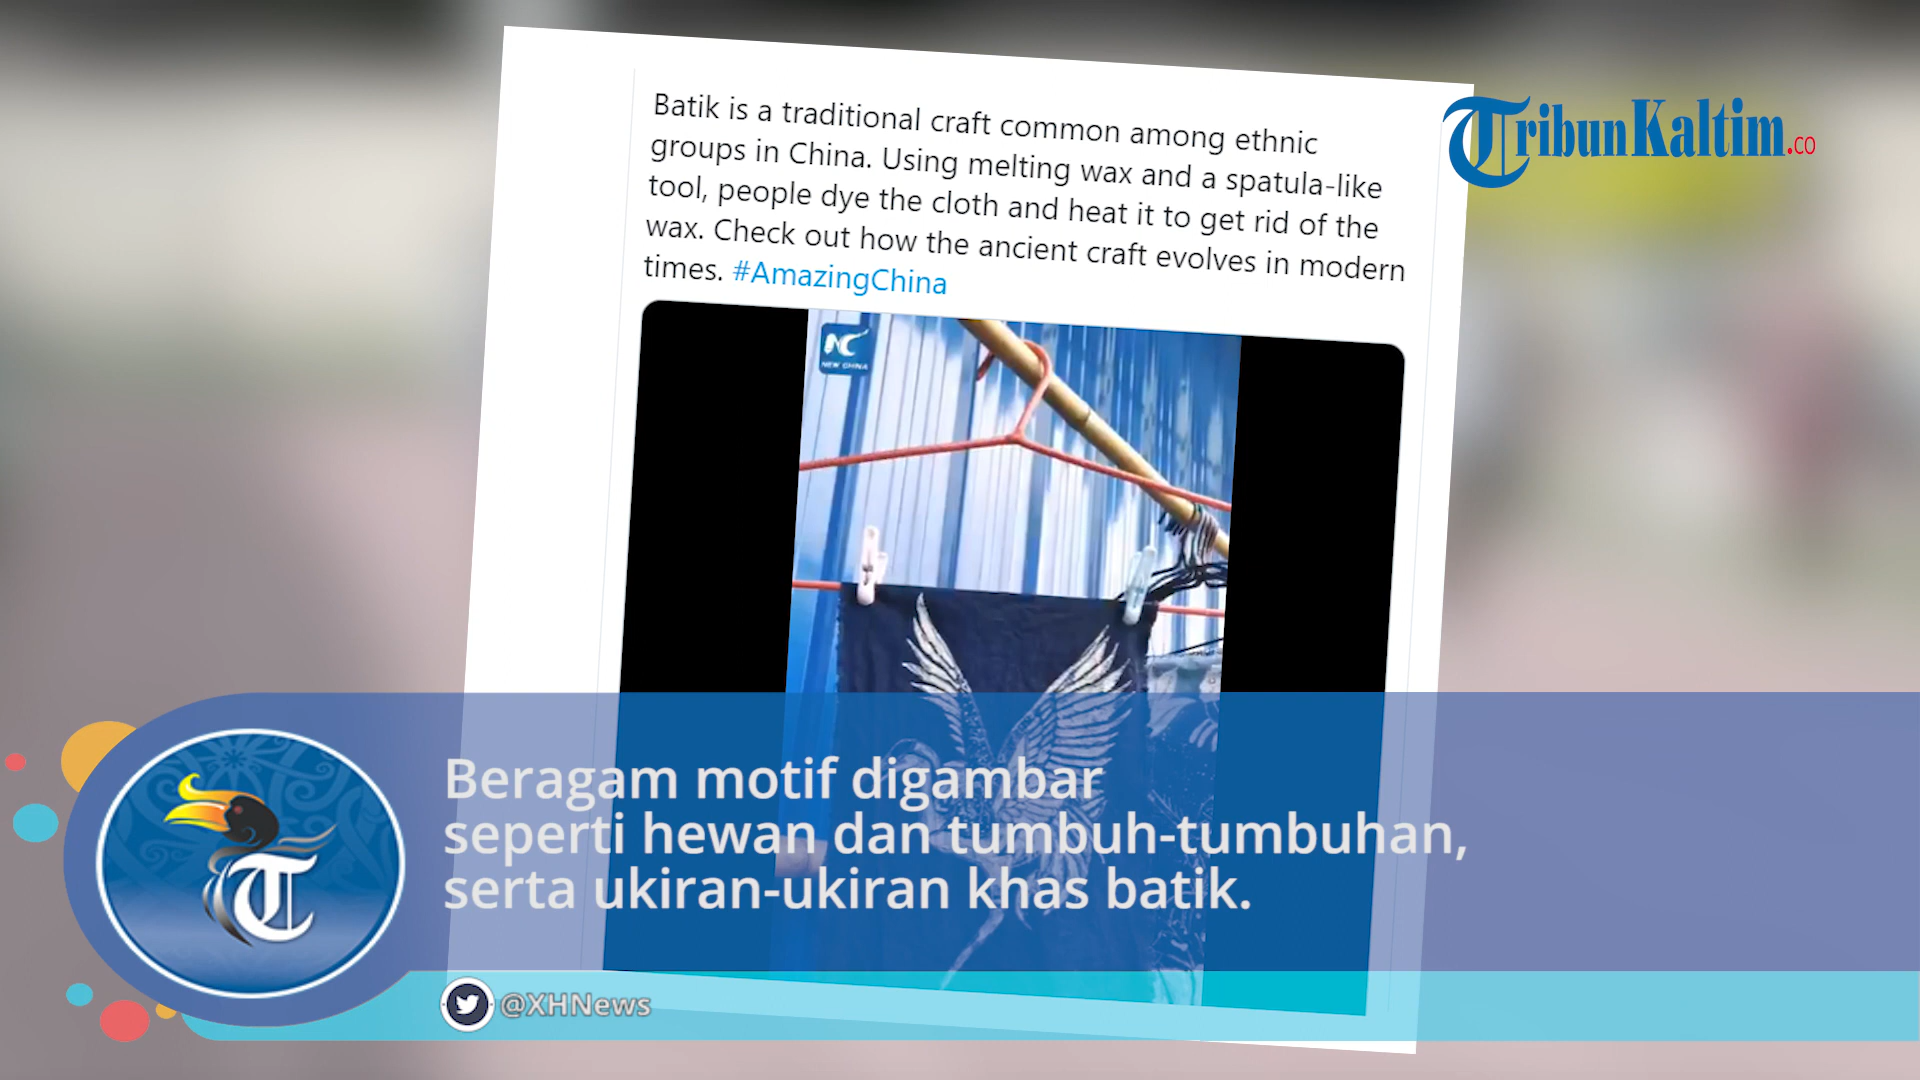 Batik is a traditional craft common among ethnic
groups in China. Using melting wax and a spatula-like
tool, people dye the cloth and heat it to get rid of the
wax. Check out how the ancient craft evolves in modern
times. #AmazingChina
TribunKaltim.co
NC
NEW CHINA
Beragam motif digambar
seperti hewan dan tumbuh-tumbuhan,
serta ukiran-ukiran khas batik.
T
@XHNews